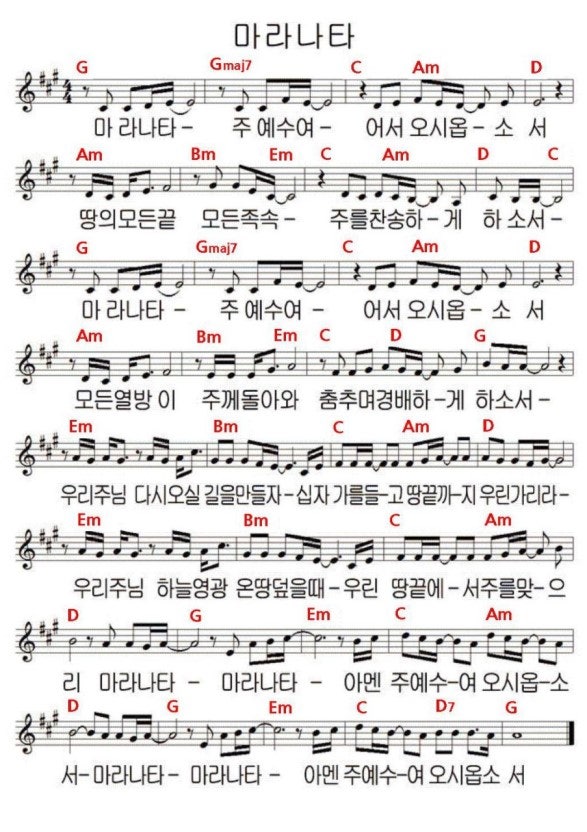 마라나타
G Gmaj7 C Am D
마 라나타- 주 예수여- 어서 오시옵- 소 서
Am Bm Em C Am D C
땅의모든끝 모든족속- 주를찬송하- 게 하 소서-
G Gmaj7 C Am D
마 라나타- 주 예수여- 어서 오시옵- 소 서
Am Bm Em C D G
모든열방 이 주께돌아와 춤추며경배하- 게 하소서-
Em Bm C Am D
우리주님 다시오실 길을만들자-십자 가를들-고 땅끝까-지 우린가리라-
Em Bm C Am
우리주님 하늘영광 온땅덮을때-우린 땅끝에-서주를맞-으
D G Em C Am
리 마라나타- 마라나타- 아멘 주예수-여 오시옵-소
D G Em C D7 G
서-마라나타- 마라나타- 아멘 주예수-여 오시옵소 서